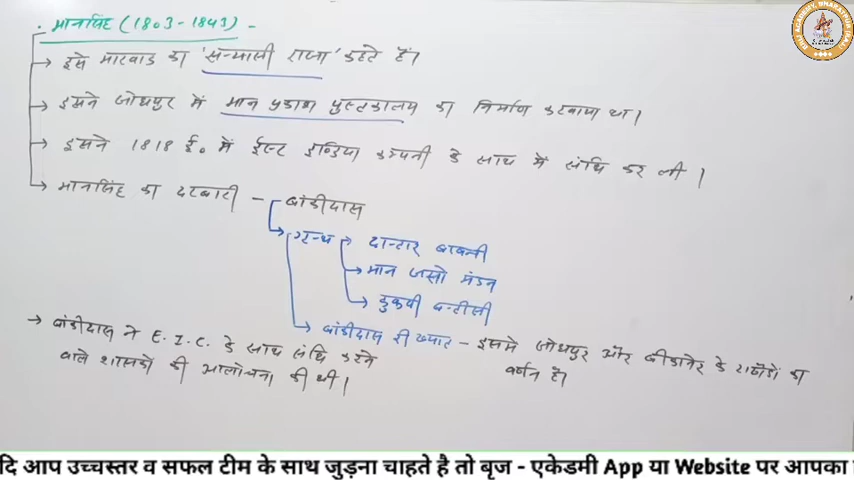 मानसिंह (1803-1843) -
→ इसे मारवाड़ का 'सन्यासी राजा' कहते हैं।
→ इसने जोधपुर में मान प्रकाश पुस्तकालय का निर्माण करवाया था।
→ इसने 1818 ई० में ईस्ट इण्डिया कम्पनी के साथ में संधि कर ली।
→ मानसिंह का दरबारी - बांकीदास
→ ग्रन्थ → दातार बावनी
→ मान जसो मंडन
→ कुकवी बत्तीसी
→ बांकीदास री ख्यात - इसमे जोधपुर और बीकानेर के राठौड़ों का
वर्णन है।
→ बांकीदास ने E.I.C. के साथ संधि करने
वाले शासकों की आलोचना की थी।
दि आप उच्चस्तर व सफल टीम के साथ जुड़ना चाहते है तो बृज - एकेडमी App या Website पर आपका